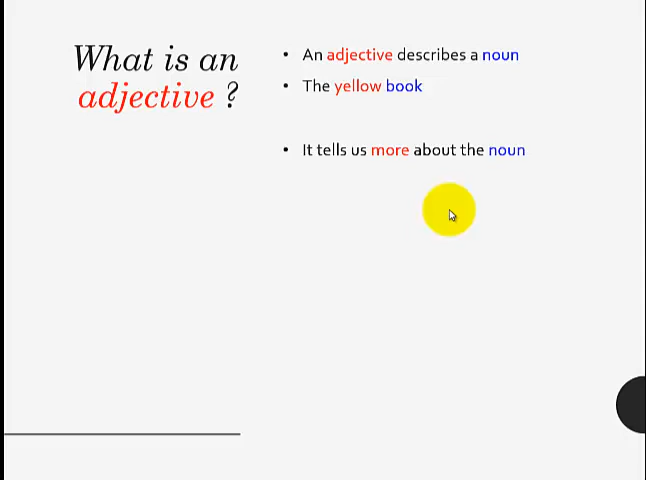 What is an
adjective ?
• An adjective describes a noun
• The yellow book
• It tells us more about the noun